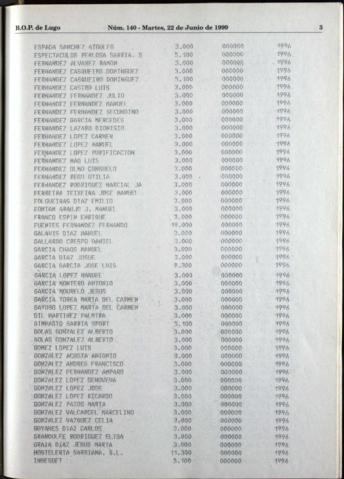 B.O.P. de Lugo Núm. 140 - Martes, 22 de Junio de 1999 3
ESPADA SANCHEZ ATOLFO 3.000 000000 1996
ESPECTACULOS PENLOSA SARRIA, S 5.100 000000 1996
FERNANDEZ ALVAREZ RAMON 3.000 000000 1996
FERNANDEZ CASQUEIRO DOMINGUEZ 3.000 000000 1996
FERNANDEZ CASQUEIRO DOMINGUEZ 5.100 000000 1996
FERNANDEZ CASTRO LUIS 3.000 000000 1996
FERNANDEZ FERNANDEZ JULIO 3.000 000000 1996
FERNANDEZ FERNANDEZ MANUEL 3.000 000000 1996
FERNANDEZ FERNANDEZ SECUNDINO 3.000 000000 1996
FERNANDEZ GARCIA MERCEDES 3.000 000000 1996
FERNANDEZ LAZARO DIONISIO 3.000 000000 1996
FERNANDEZ LOPEZ CARMEN 3.000 000000 1996
FERNANDEZ LOPEZ MANUEL 3.000 000000 1996
FERNANDEZ LOPEZ PURIFICACION 3.000 000000 1996
FERNANDEZ MAO LUIS 3.000 000000 1996
FERNANDEZ OLMO CONSUELO 3.000 000000 1996
FERNANDEZ REGO OTILIA 3.000 000000 1996
FERNANDEZ RODRIGUEZ MARCIAL JA 3.000 000000 1996
FERREIRA TEIXEIRA JOSE MANUEL 3.000 000000 1996
FOLGUEIRAS DIAZ EMILIO 3.000 000000 1996
FONTAN ARAUJO J. MANUEL 3.000 000000 1996
FRANCO ESPIN ENRIQUE 3.000 000000 1996
FUENTES FERNANDEZ FERNANDO 000000 1996
GALANTS DIAZ MANUEL 3.000 000000 1996
GALLARDO CRESPO DANIEL 3.000 000000 1996
GARCIA CHAOS MANUEL 3.000 000000 1996
GARCIA DIAZ JOSUE 3.000 000000 1996
GARCIA GARCIA JOSE LUIS 000000 1996
GARCIA LOPEZ MANUEL 3.000 000000 1996
GARCIA MONTERO ANTONIO 3.000 000000 1996
GARCIA MOURELO JESUS 3.000 000000 1996
GARCIA TOREA MARIA DEL CARMEN 3.000 000000 1996
GAYOSO LOPEZ MARIA DEL CARMEN 3.000 000000 1996
GIL MARTINEZ PALMIRA 3.000 000000 1996
GIMNASIO SARRIA SPORT 5.100 000000 1996
GOLAS GONZALEZ ALBERTO 3.000 000000 1996
GOLAS GONZALEZ ALBERTO 3.000 000000 1996
GOMEZ LOPEZ LUIS 3.000 000000 1996
GONZALEZ ACOSTA ANTONIO 3.000 000000 1996
GONZALEZ ANDRES FRANCISCO 3.000 000000 1996
GONZALEZ FERNANDEZ AMPARO 3.000 000000 1996
GONZALEZ LOPEZ GENOVEVA 3.000 000000 1996
GONZALEZ LOPEZ JOSE 3.000 000000 1996
GONZALEZ LOPEZ RICARDO 3.000 000000 1996
GONZALEZ PAZOS MARTA 3.000 000000 1996
GONZALEZ VALCARCEL MARCELINO 3.000 000000 1996
GONZALEZ VAZQUEZ CELIA 3.000 000000 1996
GOYANES DIAZ CARLOS 3.000 000000 1996
GRANDULFE RODRIGUEZ ELISA 3.000 000000 1996
GRAÑA DIAZ JESUS MARIA 3.000 000000 1996
HOSTELERIA SARRIANA, S.L. 11.300 000000 1996
5.100 000000 1996